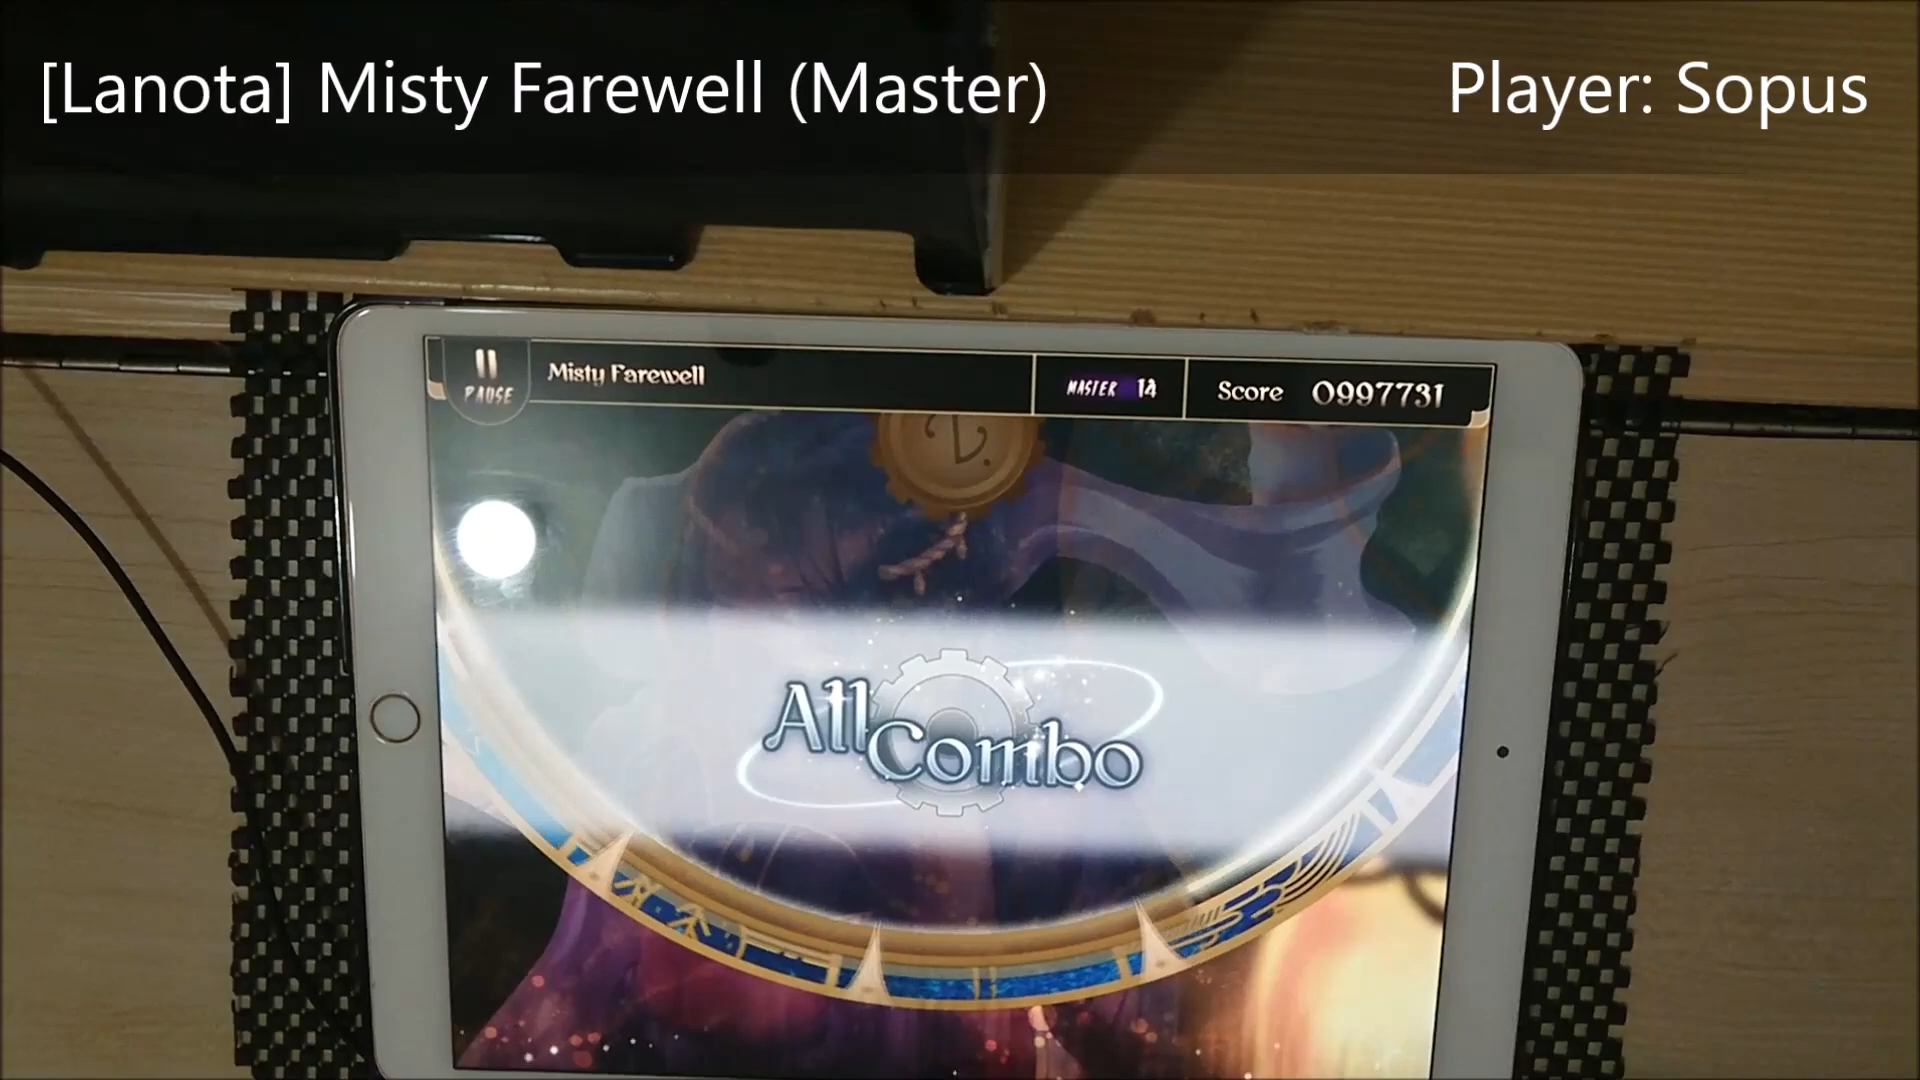 [Lanota] Misty Farewell (Master)
Player: Sopus
PAUSE
Misty Farewell
MASTER 14
Score 0997731
All
Combo